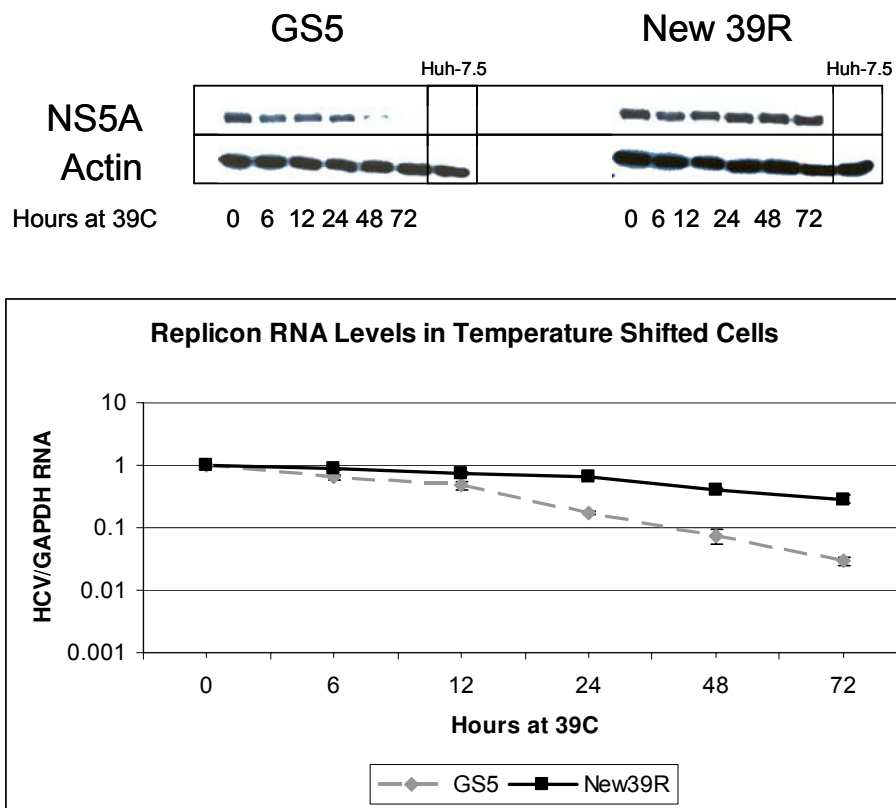 GS5 New 39R
Huh-7.5 Huh-7.5
NS5A
Actin
Hours at 39C 0 6 12 24 48 72 0 6 12 24 48 72
Replicon RNA Levels in Temperature Shifted Cells
HCV/GAPDH RNA
10
1
0.1
0.01
0.001
0 6 12 24 48 72
Hours at 39C
GS5 New39R